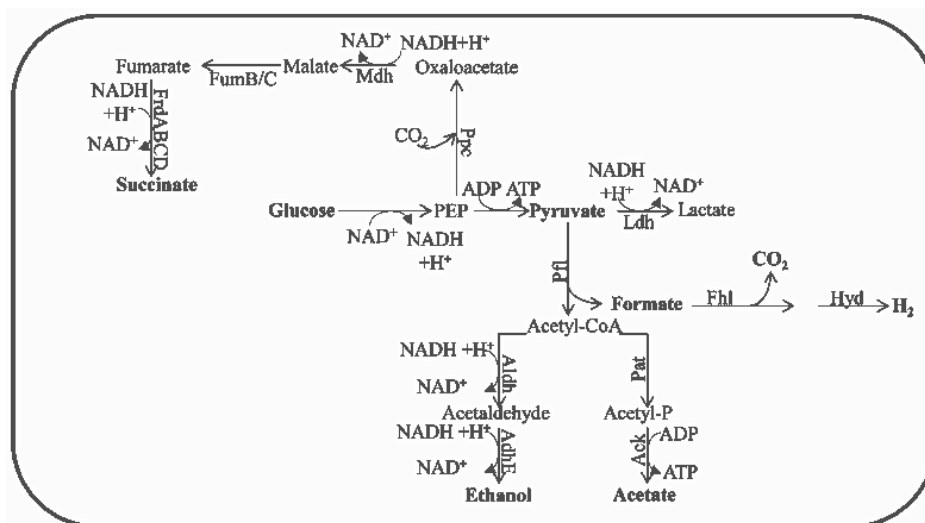 NAD⁺ NADH+H⁺
Fumarate Malate Oxaloacetate
FumB/C Mdh
NADH
+H⁺
NAD⁺
FrdABCD
Succinate
CO₂
Ppc
ADP ATP
NADH
+H⁺
NAD⁺
Glucose PEP Pyruvate Lactate
Ldh
NAD⁺ NADH
+H⁺
Pfl
CO₂
Formate Fhl Hyd H₂
Acetyl-CoA
NADH +H⁺
Aldh
NAD⁺
Pat
Acetaldehyde Acetyl-P
NADH +H⁺
AdhE
NAD⁺
Ack
ADP
ATP
Ethanol Acetate